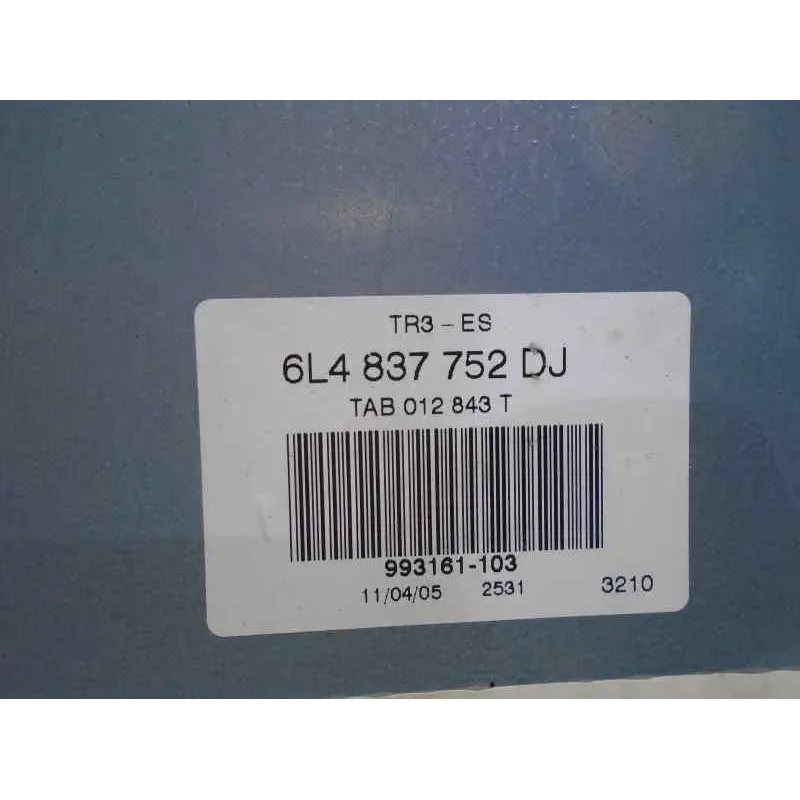 TR3 - ES
6L4 837 752 DJ
TAB 012 843 T
993161-103
11/04/05 2531 3210